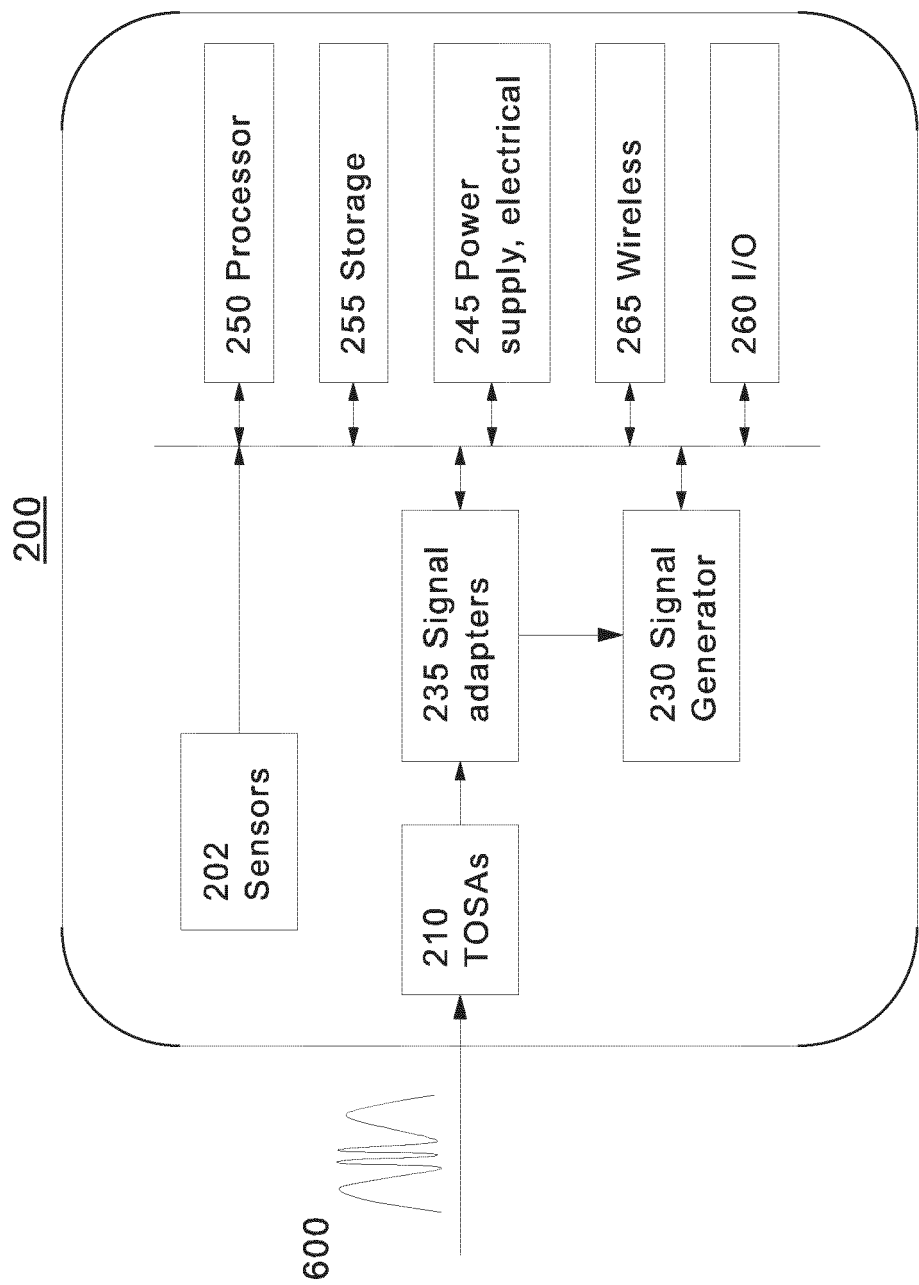 200
202
Sensors
250 Processor
255 Storage
245 Power
supply, electrical
265 Wireless
260 I/O
600
210
TOSAs
235 Signal
adapters
230 Signal
Generator